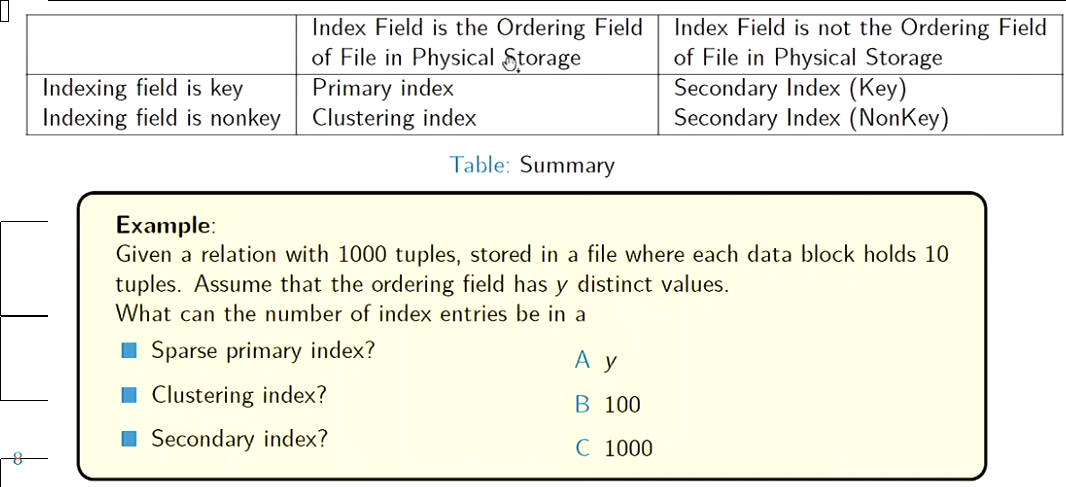 Index Field is the Ordering Field of File in Physical Storage
Index Field is not the Ordering Field of File in Physical Storage
Indexing field is key
Primary index
Secondary Index (Key)
Indexing field is nonkey
Clustering index
Secondary Index (NonKey)
Table: Summary
Example:
Given a relation with 1000 tuples, stored in a file where each data block holds 10
tuples. Assume that the ordering field has y distinct values.
What can the number of index entries be in a
Sparse primary index?
Clustering index?
Secondary index?
A y
B 100
C 1000
8